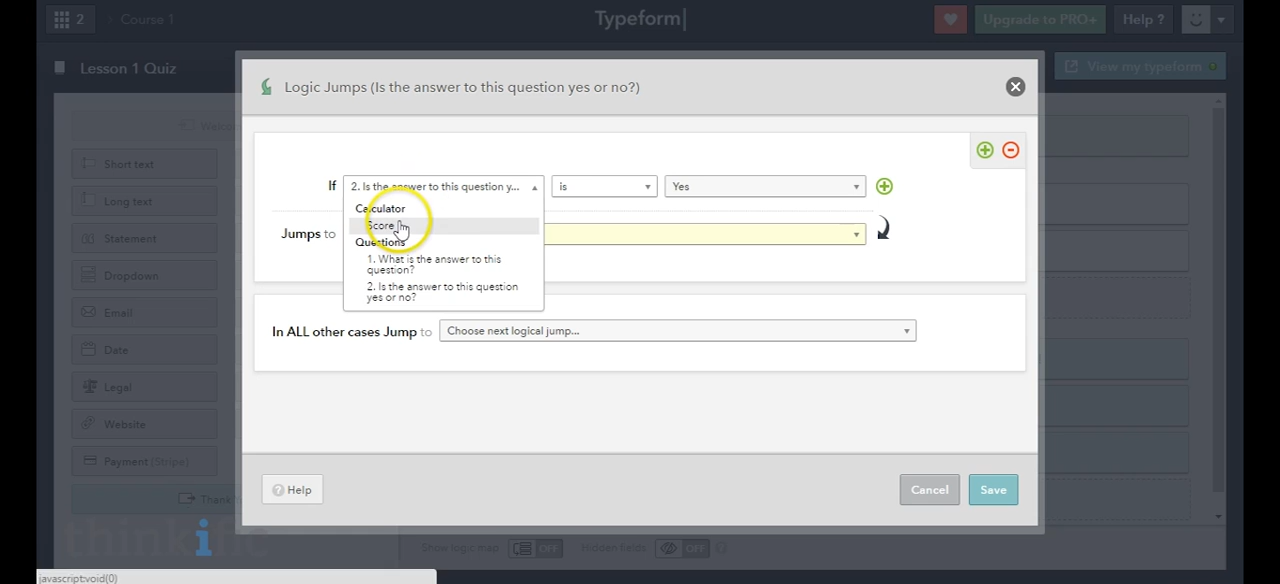 2 › Course 1
Typeform
Upgrade to PRO+
Help ?
Lesson 1 Quiz
View my typeform
Short text
Long text
Statement
Dropdown
Email
Date
Legal
Website
Payment (Stripe)
Logic Jumps (Is the answer to this question yes or no?)
If
2. Is the answer to this question y...
is
Yes
Calculator
Score
Questions
1. What is the answer to this
question?
2. Is the answer to this question
yes or no?
Jumps to
In ALL other cases Jump to
Choose next logical jump...
Help
Cancel
Save
thinkific
Show logic map
OFF
Hidden fields
OFF
javascript:void(0)